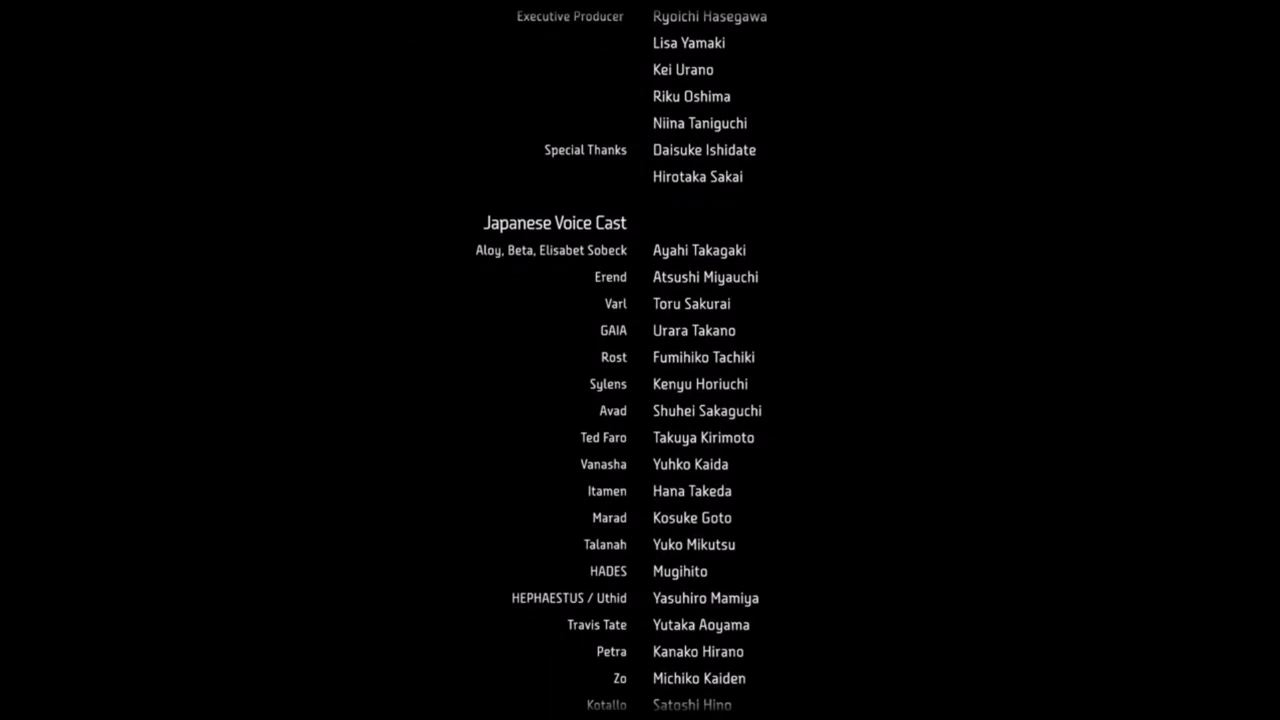 Executive Producer Ryoichi Hasegawa
Lisa Yamaki
Kei Urano
Riku Oshima
Niina Taniguchi
Special Thanks Daisuke Ishidate
Hirotaka Sakai
Japanese Voice Cast
Aloy, Beta, Elisabet Sobeck Ayahi Takagaki
Erend Atsushi Miyauchi
Varl Toru Sakurai
GAIA Urara Takano
Rost Fumihiko Tachiki
Sylens Kenyu Horiuchi
Avad Shuhei Sakaguchi
Ted Faro Takuya Kirimoto
Vanasha Yuhko Kaida
Itamen Hana Takeda
Marad Kosuke Goto
Talanah Yuko Mikutsu
HADES Mugihito
HEPHAESTUS / Uthid Yasuhiro Mamiya
Travis Tate Yutaka Aoyama
Petra Kanako Hirano
Zo Michiko Kaiden
Kotallo Satoshi Hino